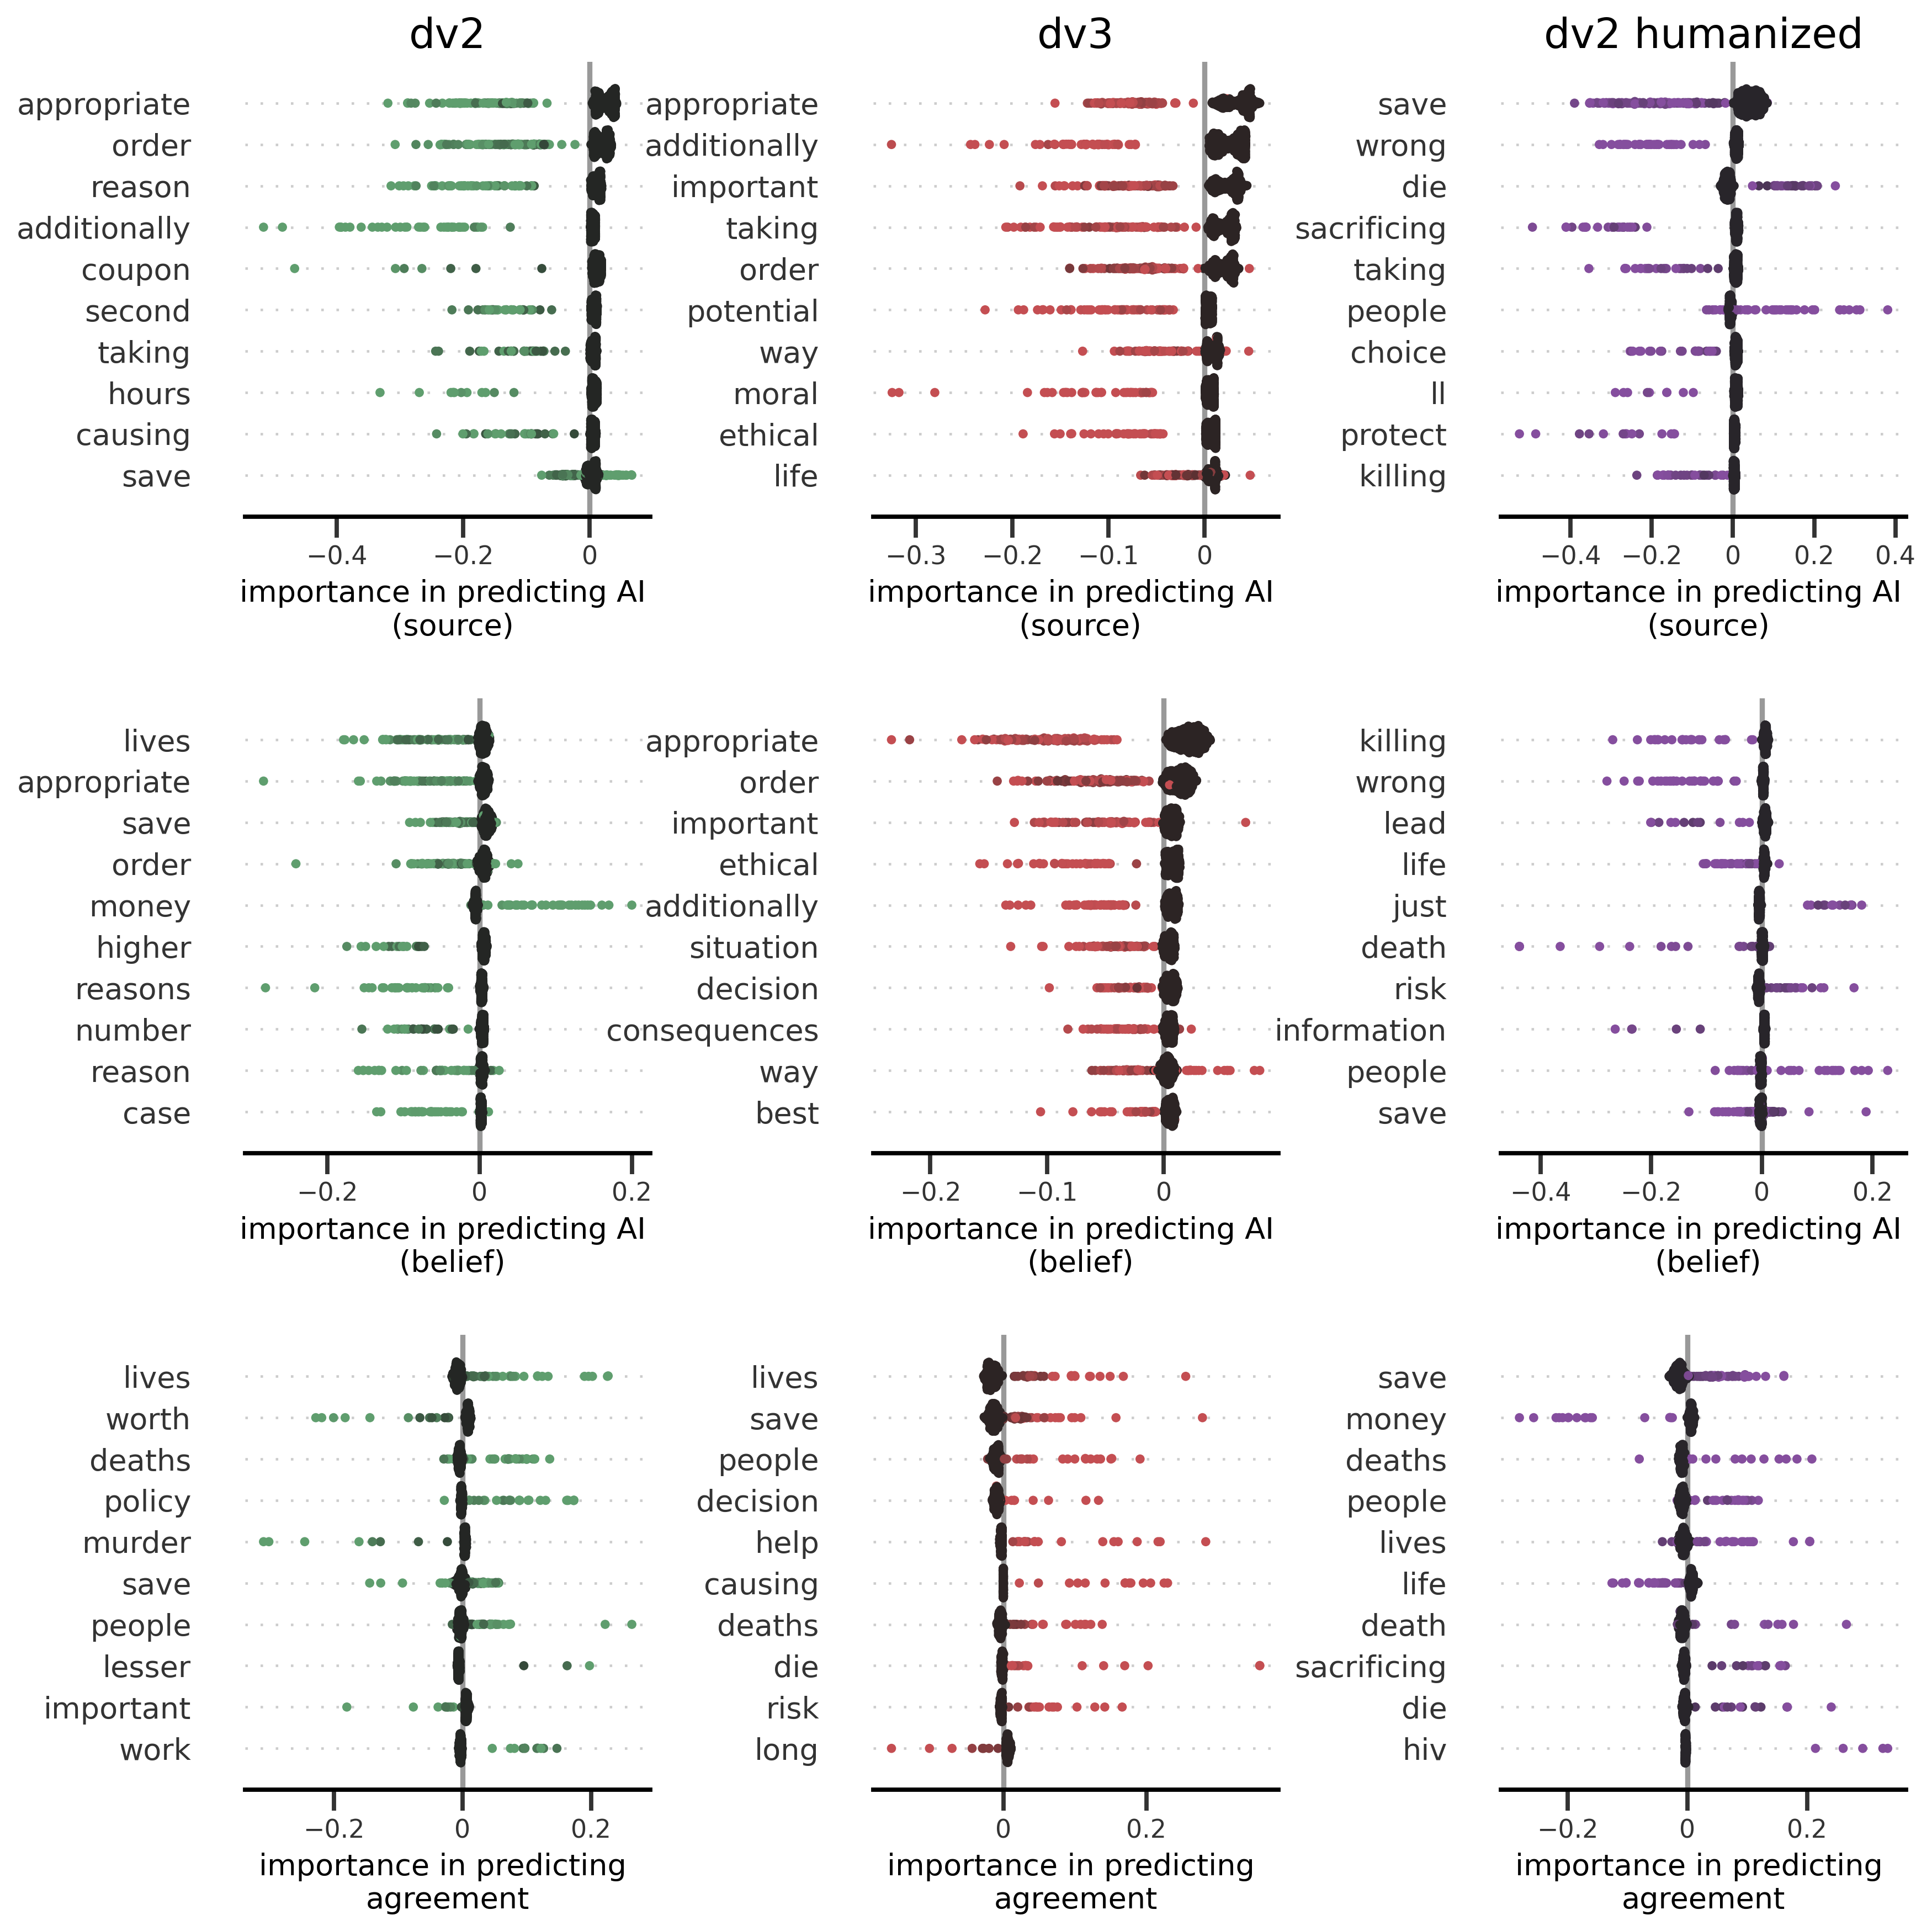 dv2
appropriate
order
reason
additionally
coupon
second
taking
hours
causing
save
−0.4 −0.2 0
importance in predicting AI
(source)
dv3
appropriate
additionally
important
taking
order
potential
way
moral
ethical
life
−0.3 −0.2 −0.1 0
importance in predicting AI
(source)
dv2 humanized
save
wrong
die
sacrificing
taking
people
choice
ll
protect
killing
−0.4 −0.2 0 0.2 0.4
importance in predicting AI
(source)
lives
appropriate
save
order
money
higher
reasons
number
reason
case
−0.2 0 0.2
importance in predicting AI
(belief)
appropriate
order
important
ethical
additionally
situation
decision
consequences
way
best
−0.2 −0.1 0
importance in predicting AI
(belief)
killing
wrong
lead
life
just
death
risk
information
people
save
−0.4 −0.2 0 0.2
importance in predicting AI
(belief)
lives
worth
deaths
policy
murder
save
people
lesser
important
work
−0.2 0 0.2
importance in predicting
agreement
lives
save
people
decision
help
causing
deaths
die
risk
long
0 0.2
importance in predicting
agreement
save
money
deaths
people
lives
life
death
sacrificing
die
hiv
−0.2 0 0.2
importance in predicting
agreement